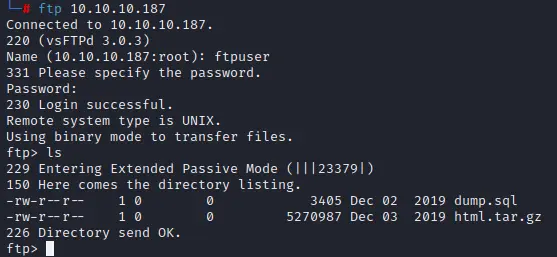 └─# ftp 10.10.10.187
Connected to 10.10.10.187.
220 (vsFTPd 3.0.3)
Name (10.10.10.187:root): ftpuser
331 Please specify the password.
Password:
230 Login successful.
Remote system type is UNIX.
Using binary mode to transfer files.
ftp> ls
229 Entering Extended Passive Mode (|||23379|)
150 Here comes the directory listing.
-rw-r--r--    1 0        0            3405 Dec 02  2019 dump.sql
-rw-r--r--    1 0        0         5270987 Dec 03  2019 html.tar.gz
226 Directory send OK.
ftp>